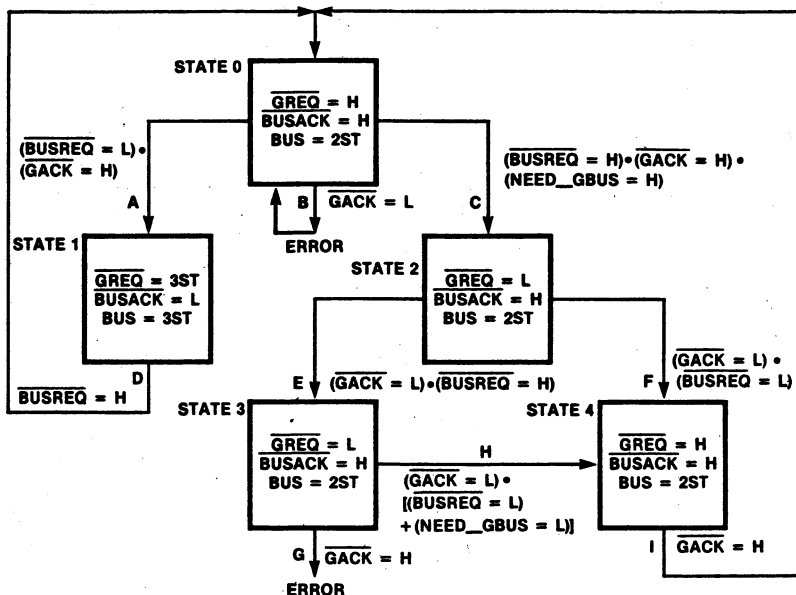 STATE 0
GREQ = H
BUSACK = H
BUS = 2ST
(BUSREQ = L) •
(GACK = H)
(BUSREQ = H) • (GACK = H) •
(NEED__GBUS = H)
A
B
GACK = L
C
ERROR
STATE 1
GREQ = 3ST
BUSACK = L
BUS = 3ST
STATE 2
GREQ = L
BUSACK = H
BUS = 2ST
D
BUSREQ = H
E
(GACK = L) • (BUSREQ = H)
F
(GACK = L) •
(BUSREQ = L)
STATE 3
GREQ = L
BUSACK = H
BUS = 2ST
H
(GACK = L) •
[(BUSREQ = L)
+ (NEED__GBUS = L)]
STATE 4
GREQ = H
BUSACK = H
BUS = 2ST
G
GACK = H
ERROR
I
GACK = H